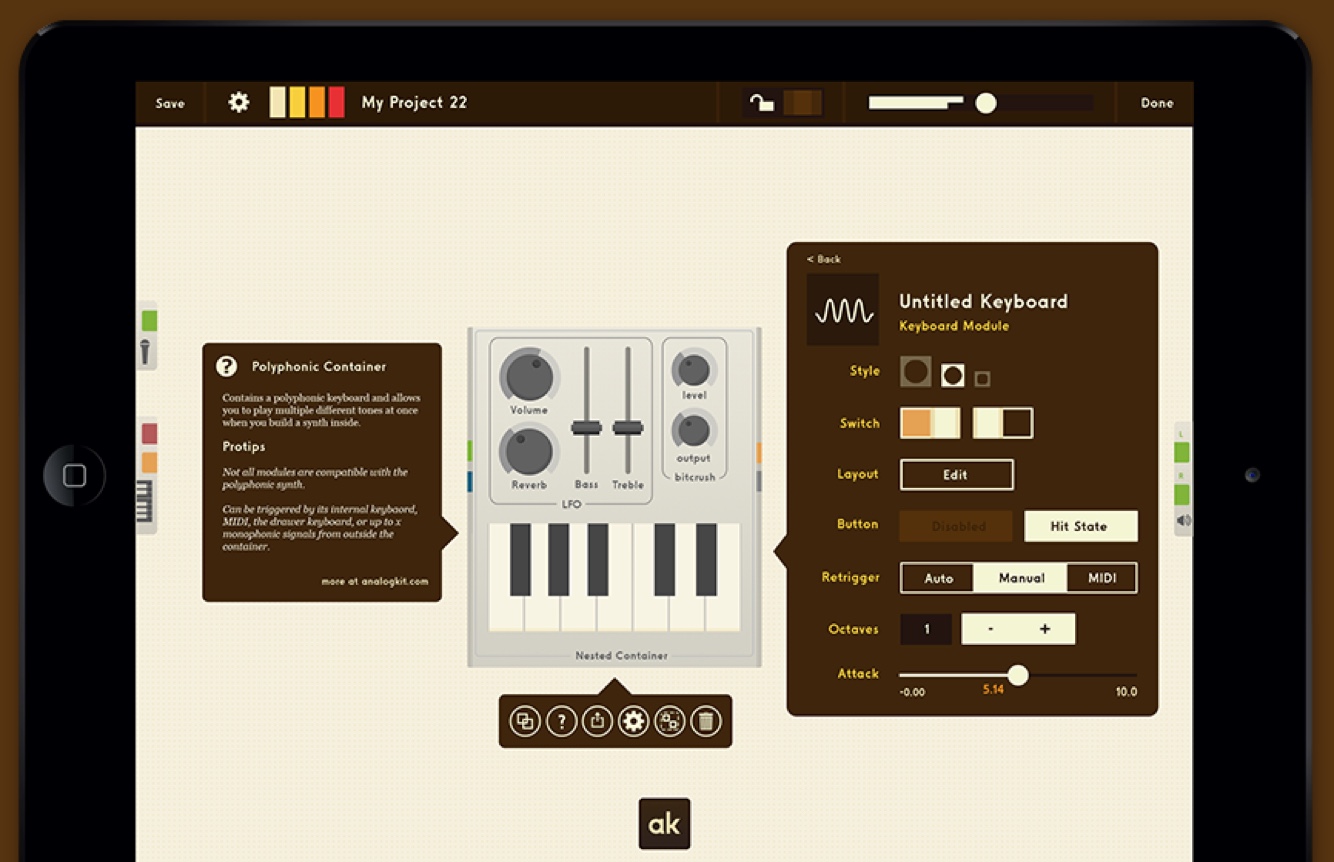 Save
My Project 22
Done
? Polyphonic Container
Contains a polyphonic keyboard and allows
you to play multiple different tones at once
when you build a synth inside.
Protips
Not all modules are compatible with the
polyphonic synth.
Can be triggered by its internal keybaord,
MIDI, the drawer keyboard, or up to x
monophonic signals from outside the
container.
more at analogkit.com
Volume
Reverb
Bass
Treble
LFO
level
output
bitcrush
Nested Container
?
ak
< Back
Untitled Keyboard
Keyboard Module
Style
Switch
Layout
Edit
Button
Disabled
Hit State
Retrigger
Auto
Manual
MIDI
Octaves
1
-
+
Attack
-0.00
5.14
10.0
L
R